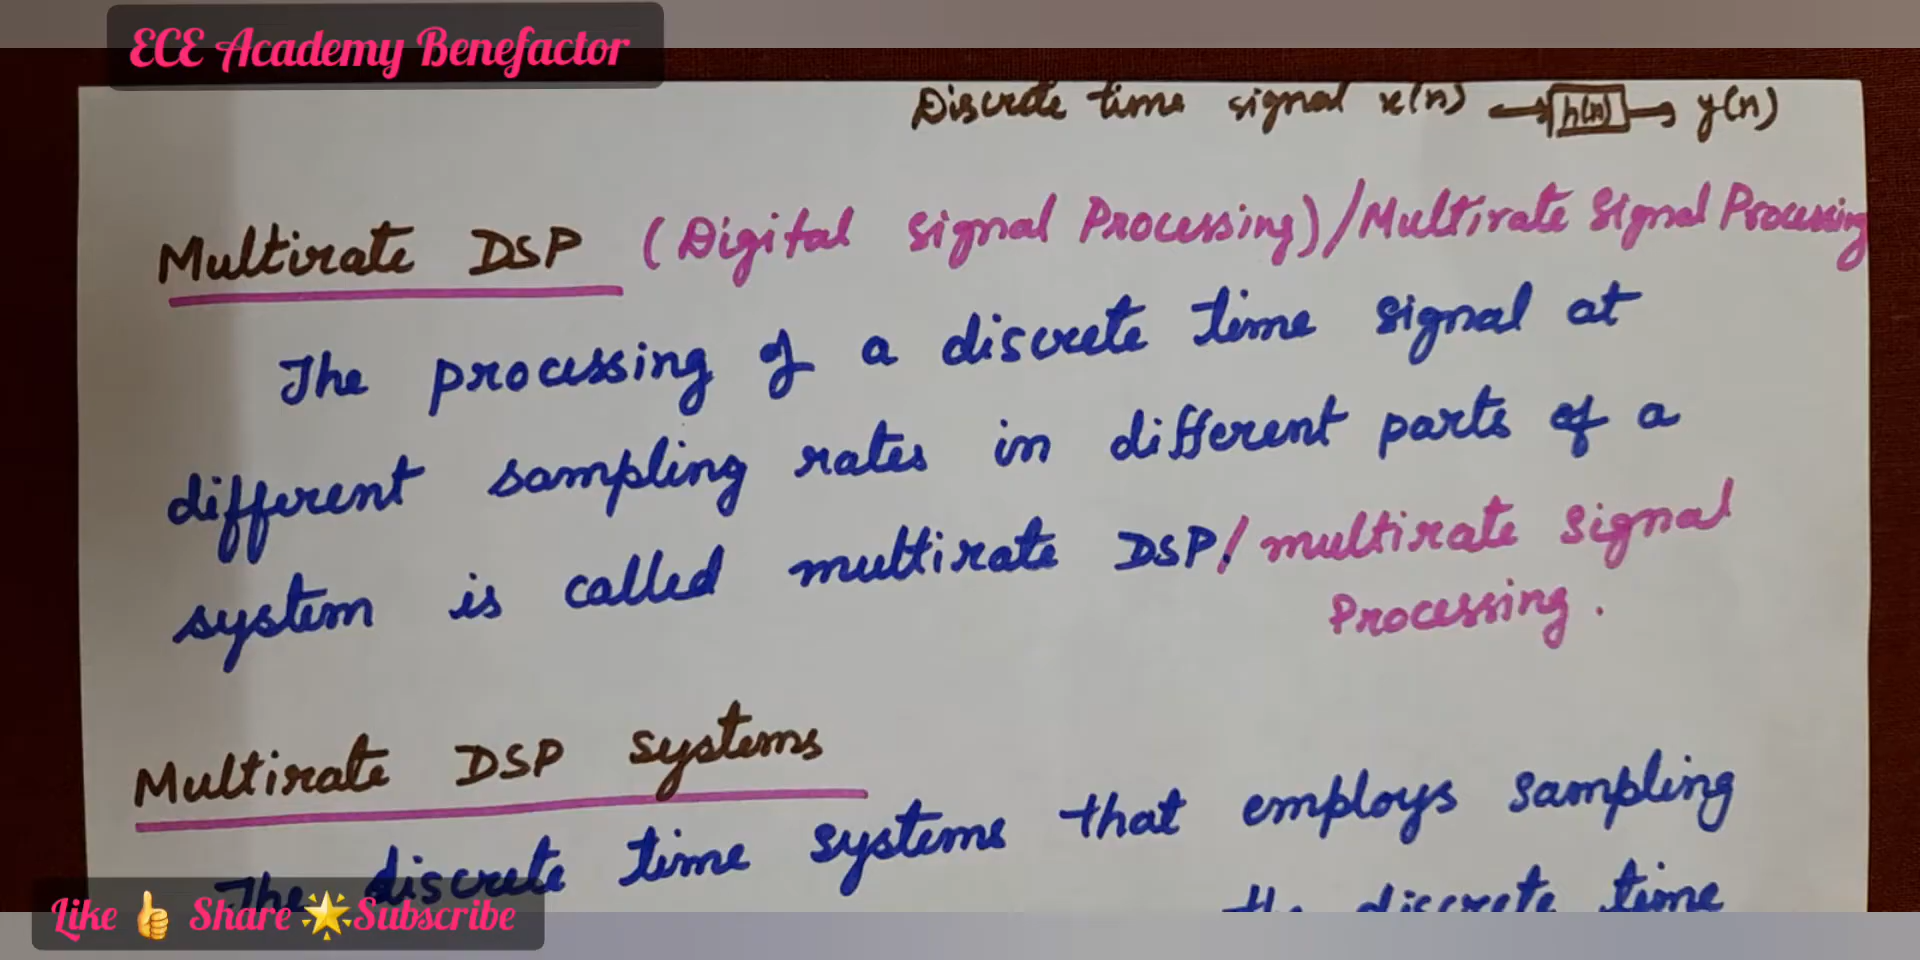 ECE Academy Benefactor
Discrete time signal x(n) → h(n) → y(n)
Multirate DSP (Digital Signal Processing)/Multirate Signal Processing
The processing of a discrete time signal at
different sampling rates in different parts of a
system is called multirate DSP./multirate signal
Processing.
Multirate DSP systems
The discrete time systems that employs sampling
the discrete time
Like 👍 Share 🌟Subscribe